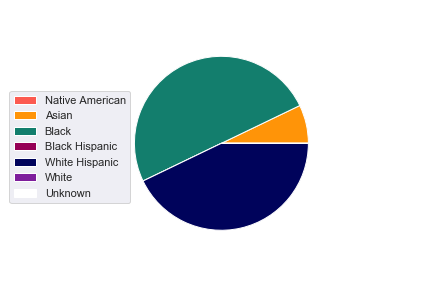 Native American
Asian
Black
Black Hispanic
White Hispanic
White
Unknown